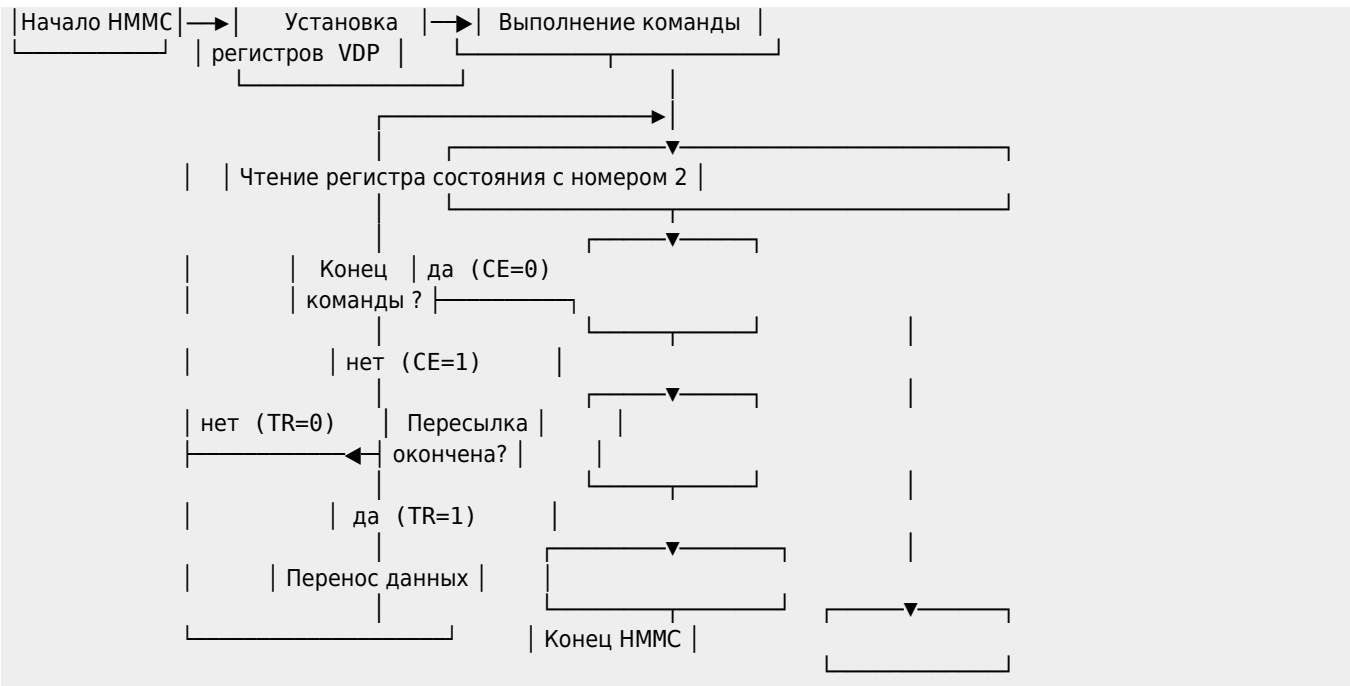 Начало HMMC Установка Выполнение команды
регистров VDP
Чтение регистра состояния с номером 2
Конец да (CE=0)
команды ?
нет (CE=1)
нет (TR=0) Пересылка
окончена?
да (TR=1)
Перенос данных
Конец HMMC